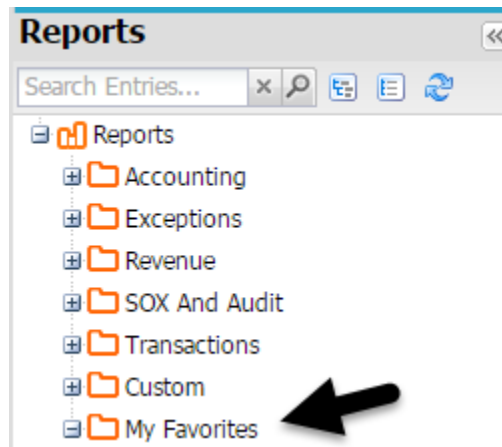 Reports
Search Entries...
Reports
Accounting
Exceptions
Revenue
SOX And Audit
Transactions
Custom
My Favorites